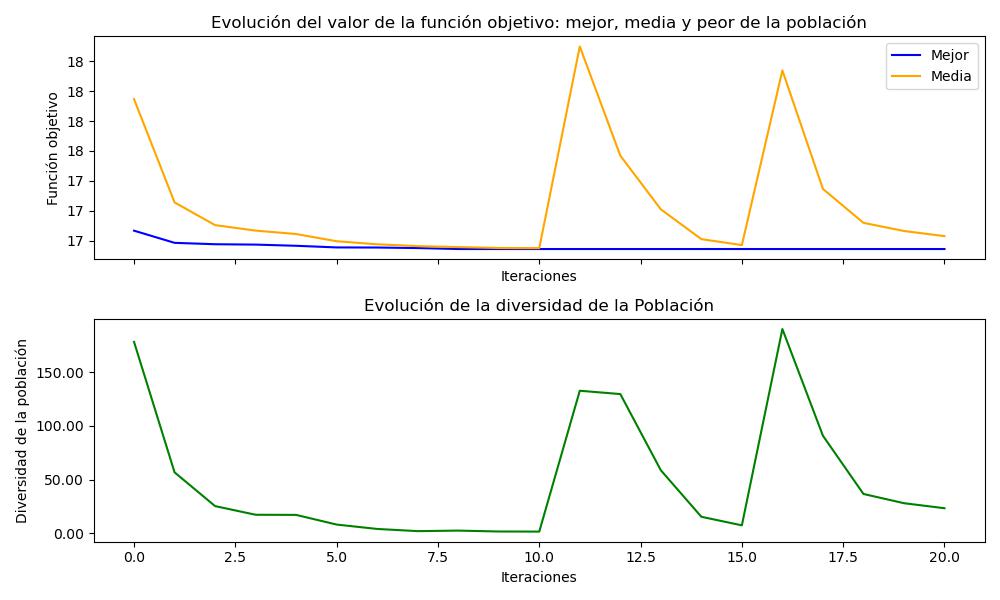 Evolución del valor de la función objetivo: mejor, media y peor de la población
Mejor
Media
Función objetivo
18
18
18
18
17
17
17
Iteraciones
Evolución de la diversidad de la Población
Diversidad de la población
150.00
100.00
50.00
0.00
0.0 2.5 5.0 7.5 10.0 12.5 15.0 17.5 20.0
Iteraciones